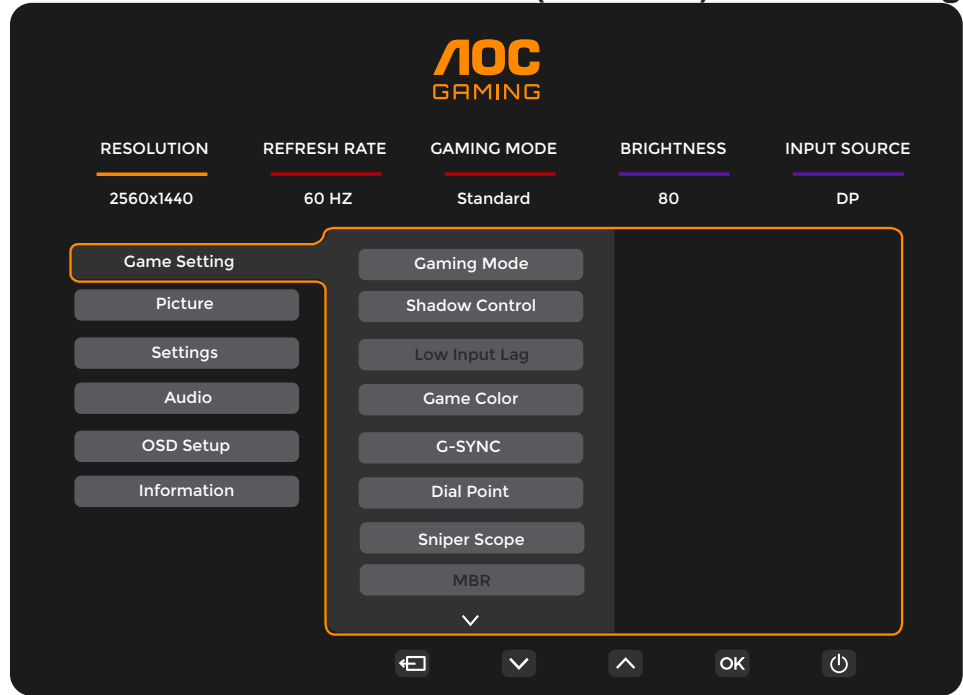 AOC
GAMING
RESOLUTION REFRESH RATE GAMING MODE BRIGHTNESS INPUT SOURCE
2560x1440 60 HZ Standard 80 DP
Game Setting
Picture
Settings
Audio
OSD Setup
Information
Gaming Mode
Shadow Control
Low Input Lag
Game Color
G-SYNC
Dial Point
Sniper Scope
MBR
OK